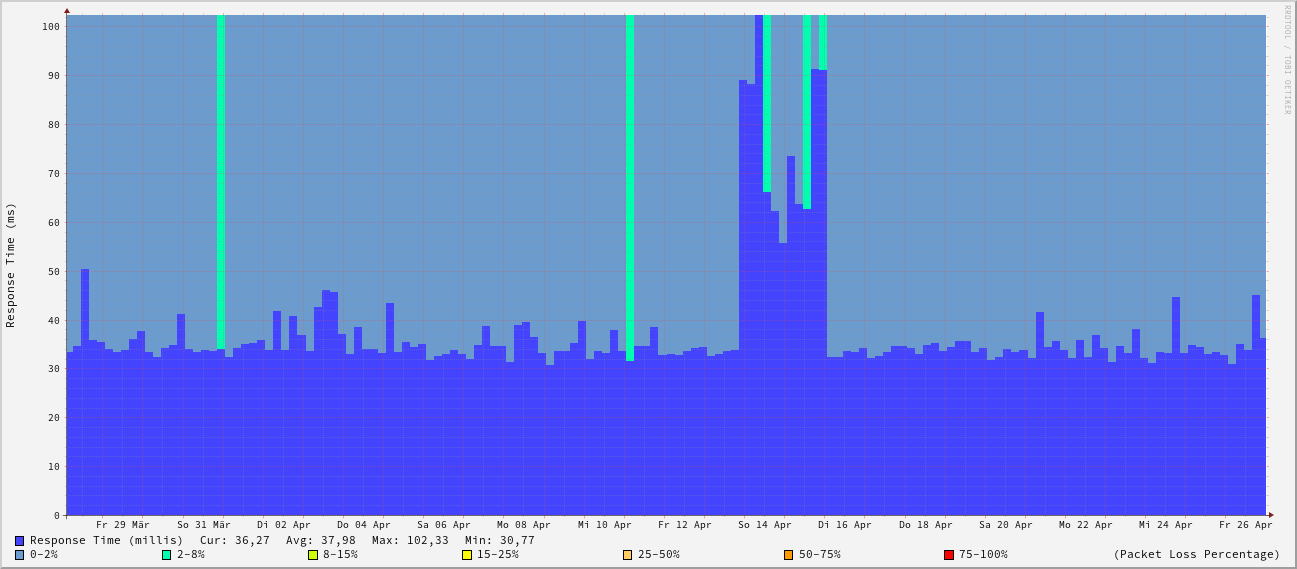 RRDTOOL / TOBI OETIKER
Response Time (ms)
100
90
80
70
60
50
40
30
20
10
0
Fr 29 Mär So 31 Mär Di 02 Apr Do 04 Apr Sa 06 Apr Mo 08 Apr Mi 10 Apr Fr 12 Apr So 14 Apr Di 16 Apr Do 18 Apr Sa 20 Apr Mo 22 Apr Mi 24 Apr Fr 26 Apr
Response Time (millis) Cur: 36,27 Avg: 37,98 Max: 102,33 Min: 30,77
0-2% 2-8% 8-15% 15-25% 25-50% 50-75% 75-100% (Packet Loss Percentage)